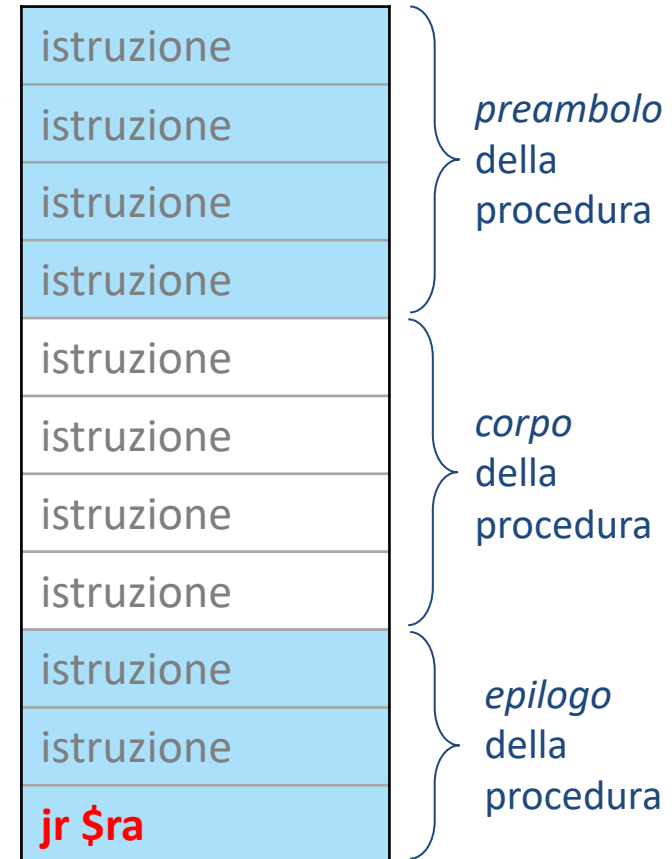 istruzione
istruzione
istruzione
istruzione
preambolo
della
procedura
istruzione
istruzione
istruzione
istruzione
corpo
della
procedura
istruzione
istruzione
jr $ra
epilogo
della
procedura